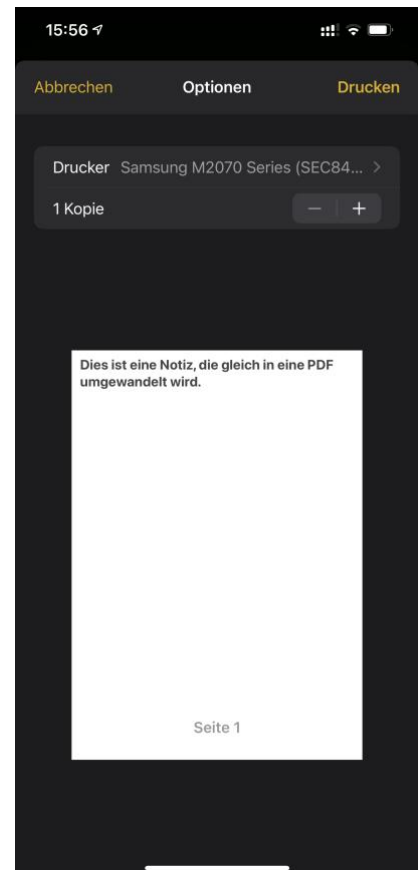 15:56
Abbrechen Optionen Drucken
Drucker Samsung M2070 Series (SEC84...
1 Kopie
Dies ist eine Notiz, die gleich in eine PDF
umgewandelt wird.
Seite 1